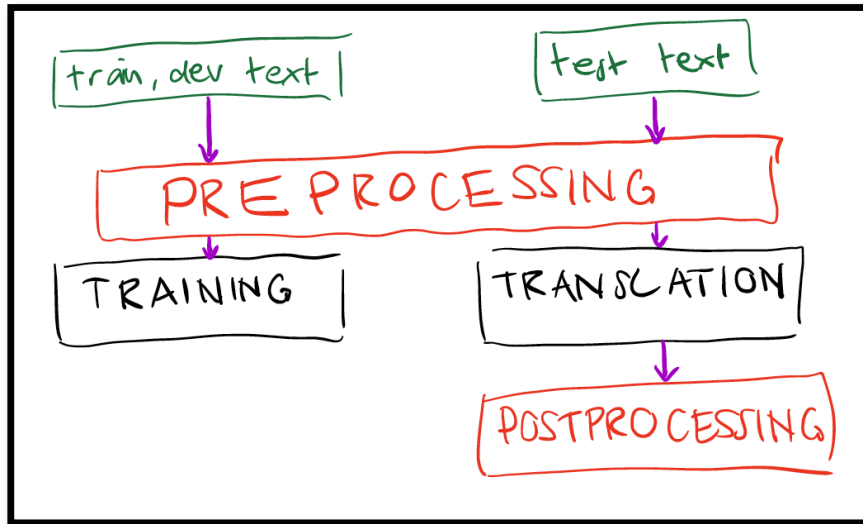 train, dev text
test text
PREPROCESSING
TRAINING
TRANSLATION
POSTPROCESSING